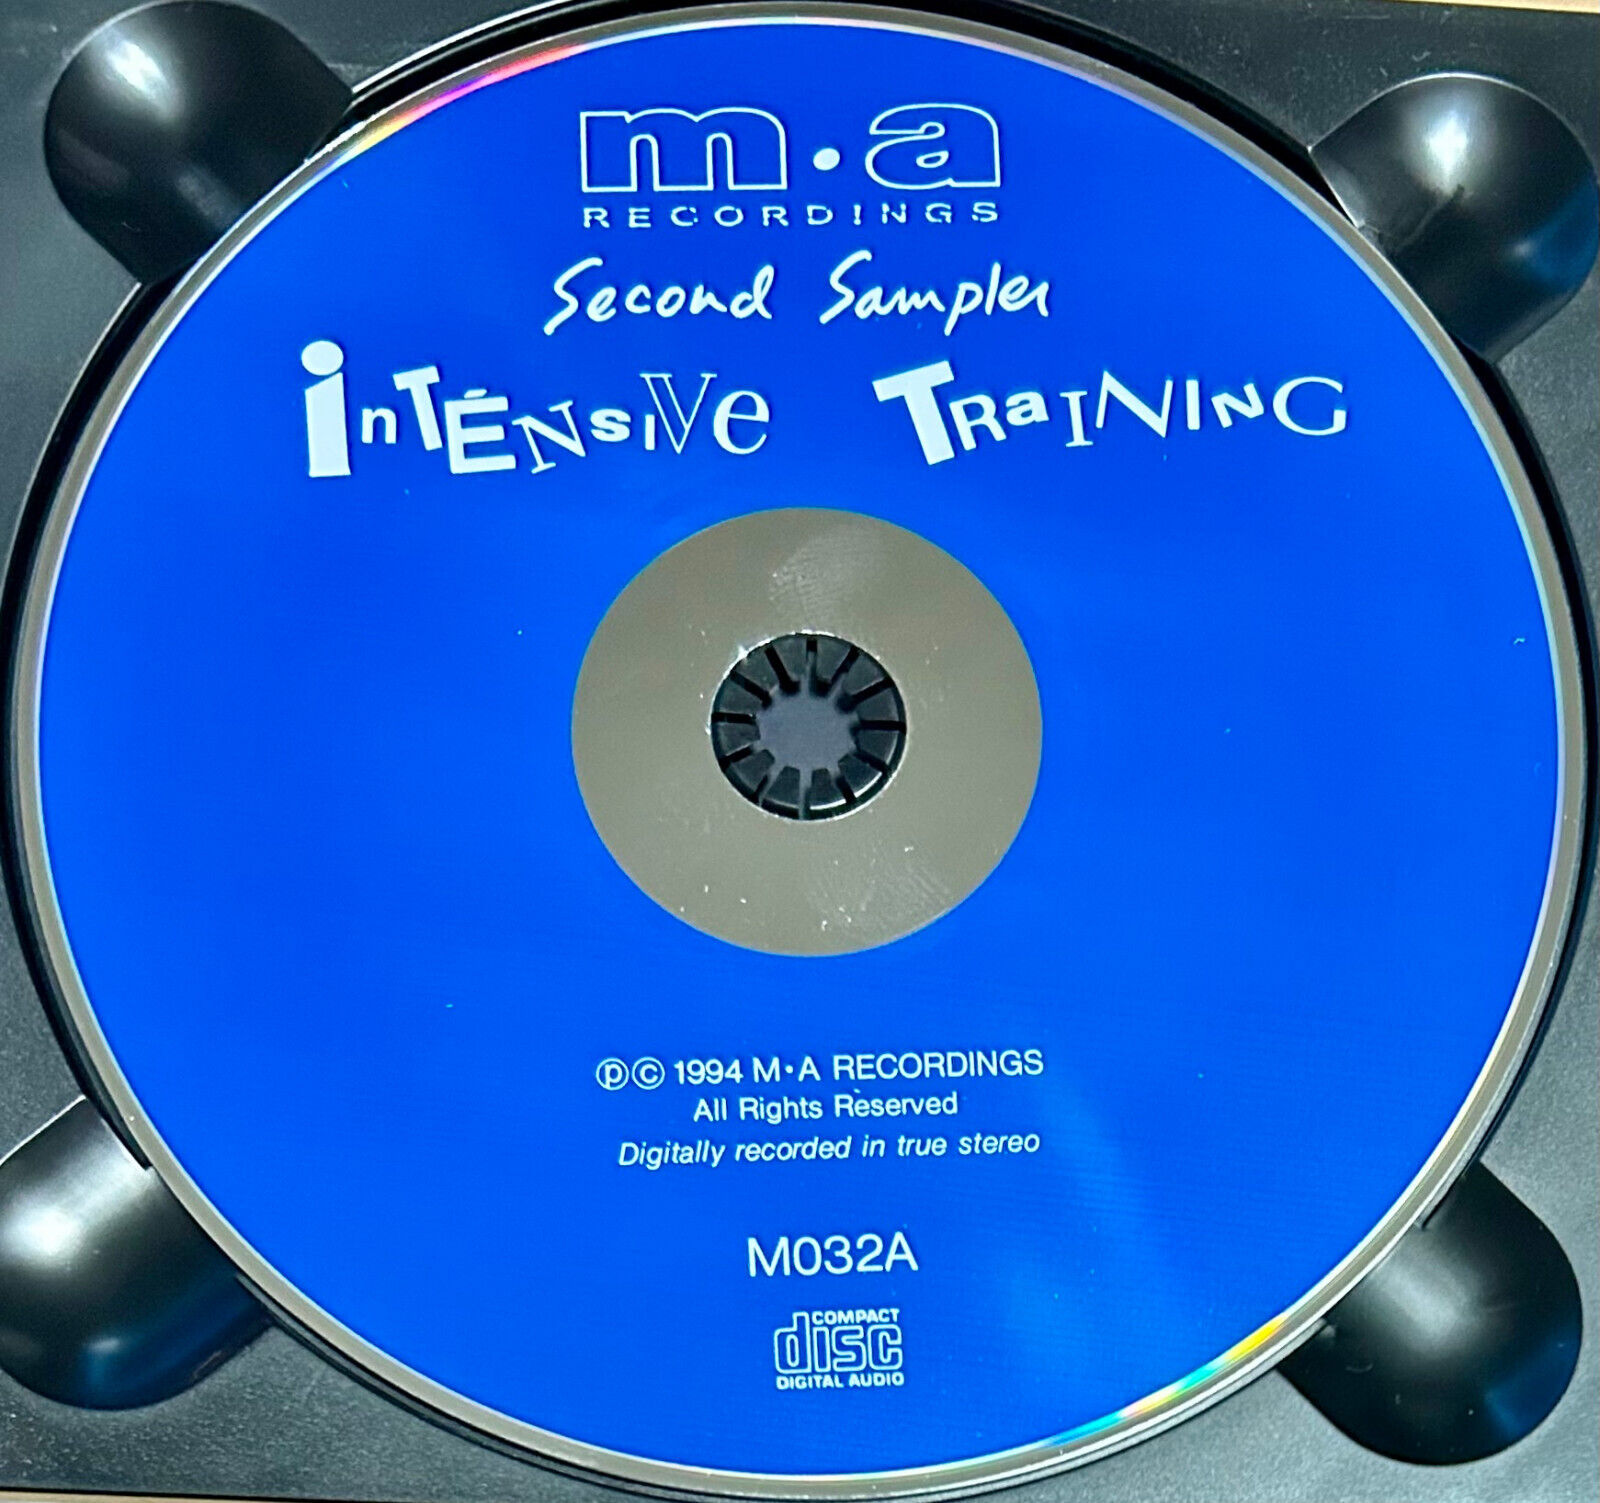 m·a
RECORDINGS
Second Sampler
inTÉNsiVe TRaINING
℗© 1994 M·A RECORDINGS
All Rights Reserved
Digitally recorded in true stereo
M032A
COMPACT
disc
DIGITAL AUDIO